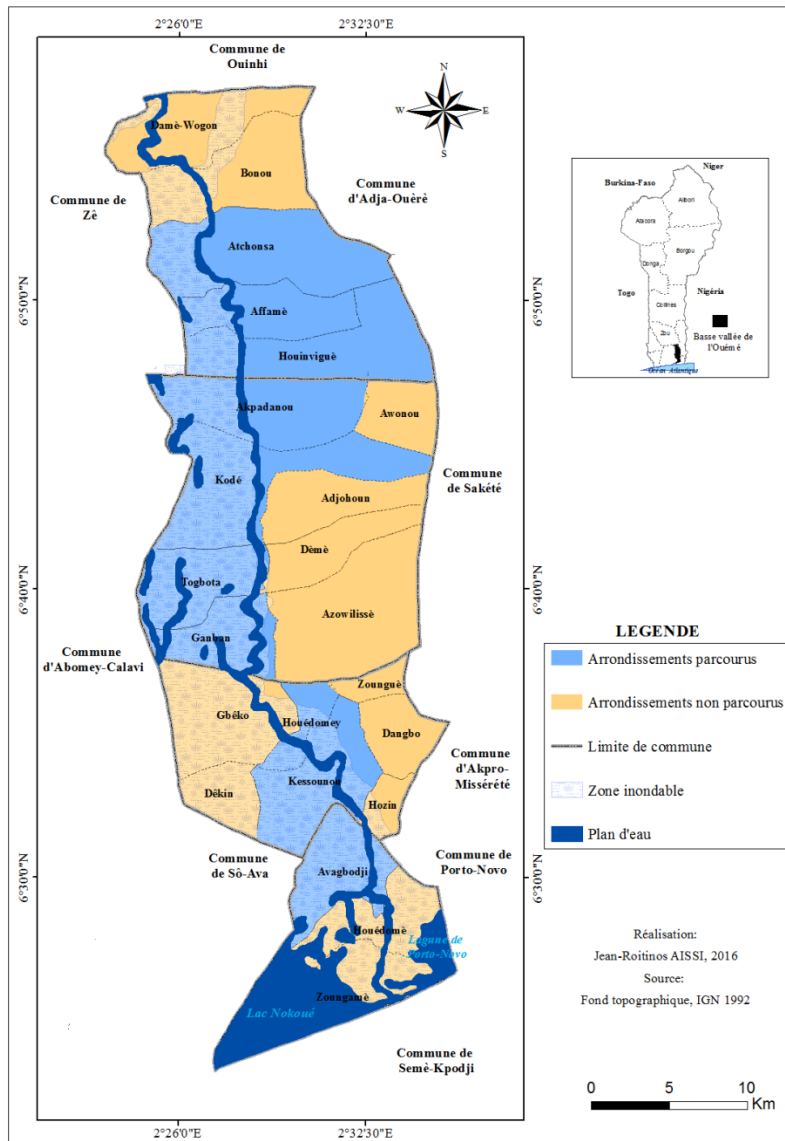 2°26'0"E
2°32'30"E
Commune de
Ouinhi
N
W
E
S
Damè-Wogon
Bonou
Commune de
Zê
Commune
d'Adja-Ouèrè
Atchonsa
6°50'0"N
Affamè
6°50'0"N
Houinviguè
Akpadanou
Awonou
Commune
de Sakété
Kodé
Adjohoun
Dèmè
6°40'0"N
Togbota
6°40'0"N
Azowilissè
Ganban
Commune
d'Abomey-Calavi
Zounguè
Gbêko
Houédomey
Dangbo
Commune
d'Akpro-
Missérété
Kessounou
Dêkin
Hozin
Commune
de Sô-Ava
Commune de
Porto-Novo
6°30'0"N
Avagbodji
6°30'0"N
Houédomè
Lagune de
Porto-Novo
Zoungamè
Lac Nokoué
Commune de
Semè-Kpodji
2°26'0"E
2°32'30"E
Niger
Burkina-Faso
Alibori
Atacora
Borgou
Donga
Togo
Nigéria
Collines
Zou
Basse vallée de
l'Ouémé
Océan Atlantique
LEGENDE
Arrondissements parcourus
Arrondissements non parcourus
Limite de commune
Zone inondable
Plan d'eau
Réalisation:
Jean-Roitinos AISSI, 2016
Source:
Fond topographique, IGN 1992
0
5
10
Km